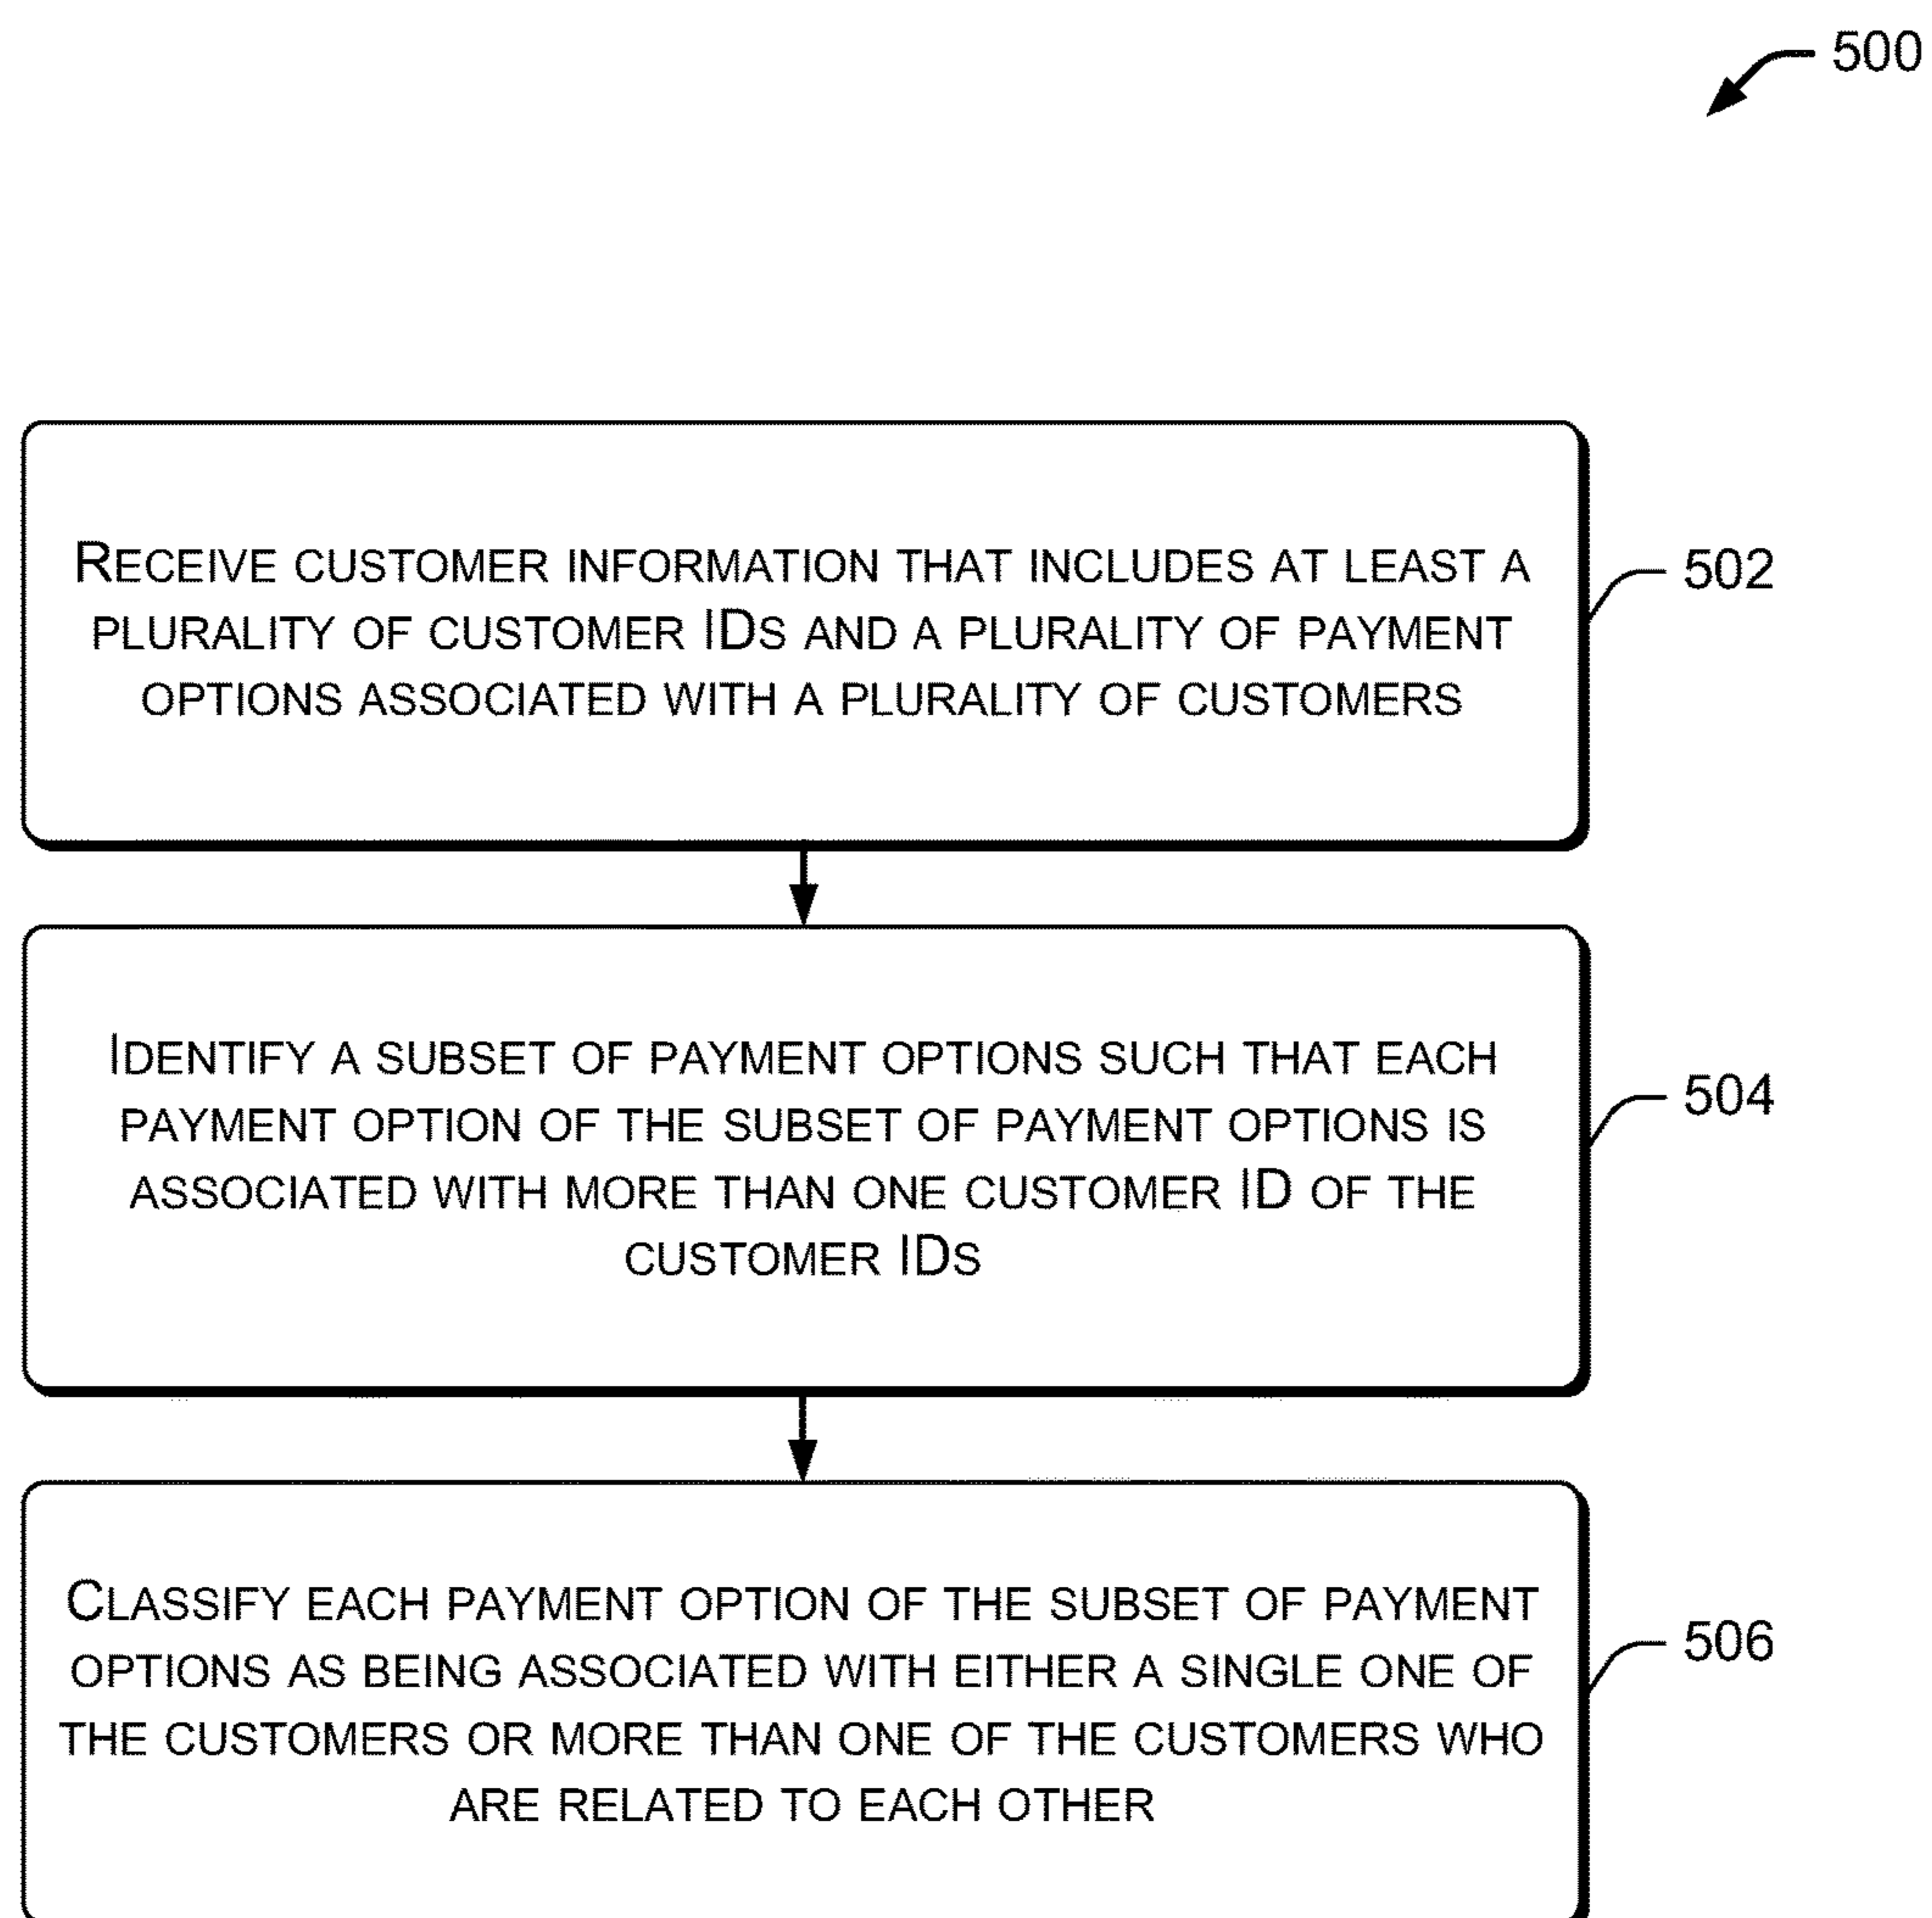 500
RECEIVE CUSTOMER INFORMATION THAT INCLUDES AT LEAST A
PLURALITY OF CUSTOMER IDS AND A PLURALITY OF PAYMENT
OPTIONS ASSOCIATED WITH A PLURALITY OF CUSTOMERS
502
IDENTIFY A SUBSET OF PAYMENT OPTIONS SUCH THAT EACH
PAYMENT OPTION OF THE SUBSET OF PAYMENT OPTIONS IS
ASSOCIATED WITH MORE THAN ONE CUSTOMER ID OF THE
CUSTOMER IDS
504
CLASSIFY EACH PAYMENT OPTION OF THE SUBSET OF PAYMENT
OPTIONS AS BEING ASSOCIATED WITH EITHER A SINGLE ONE OF
THE CUSTOMERS OR MORE THAN ONE OF THE CUSTOMERS WHO
ARE RELATED TO EACH OTHER
506